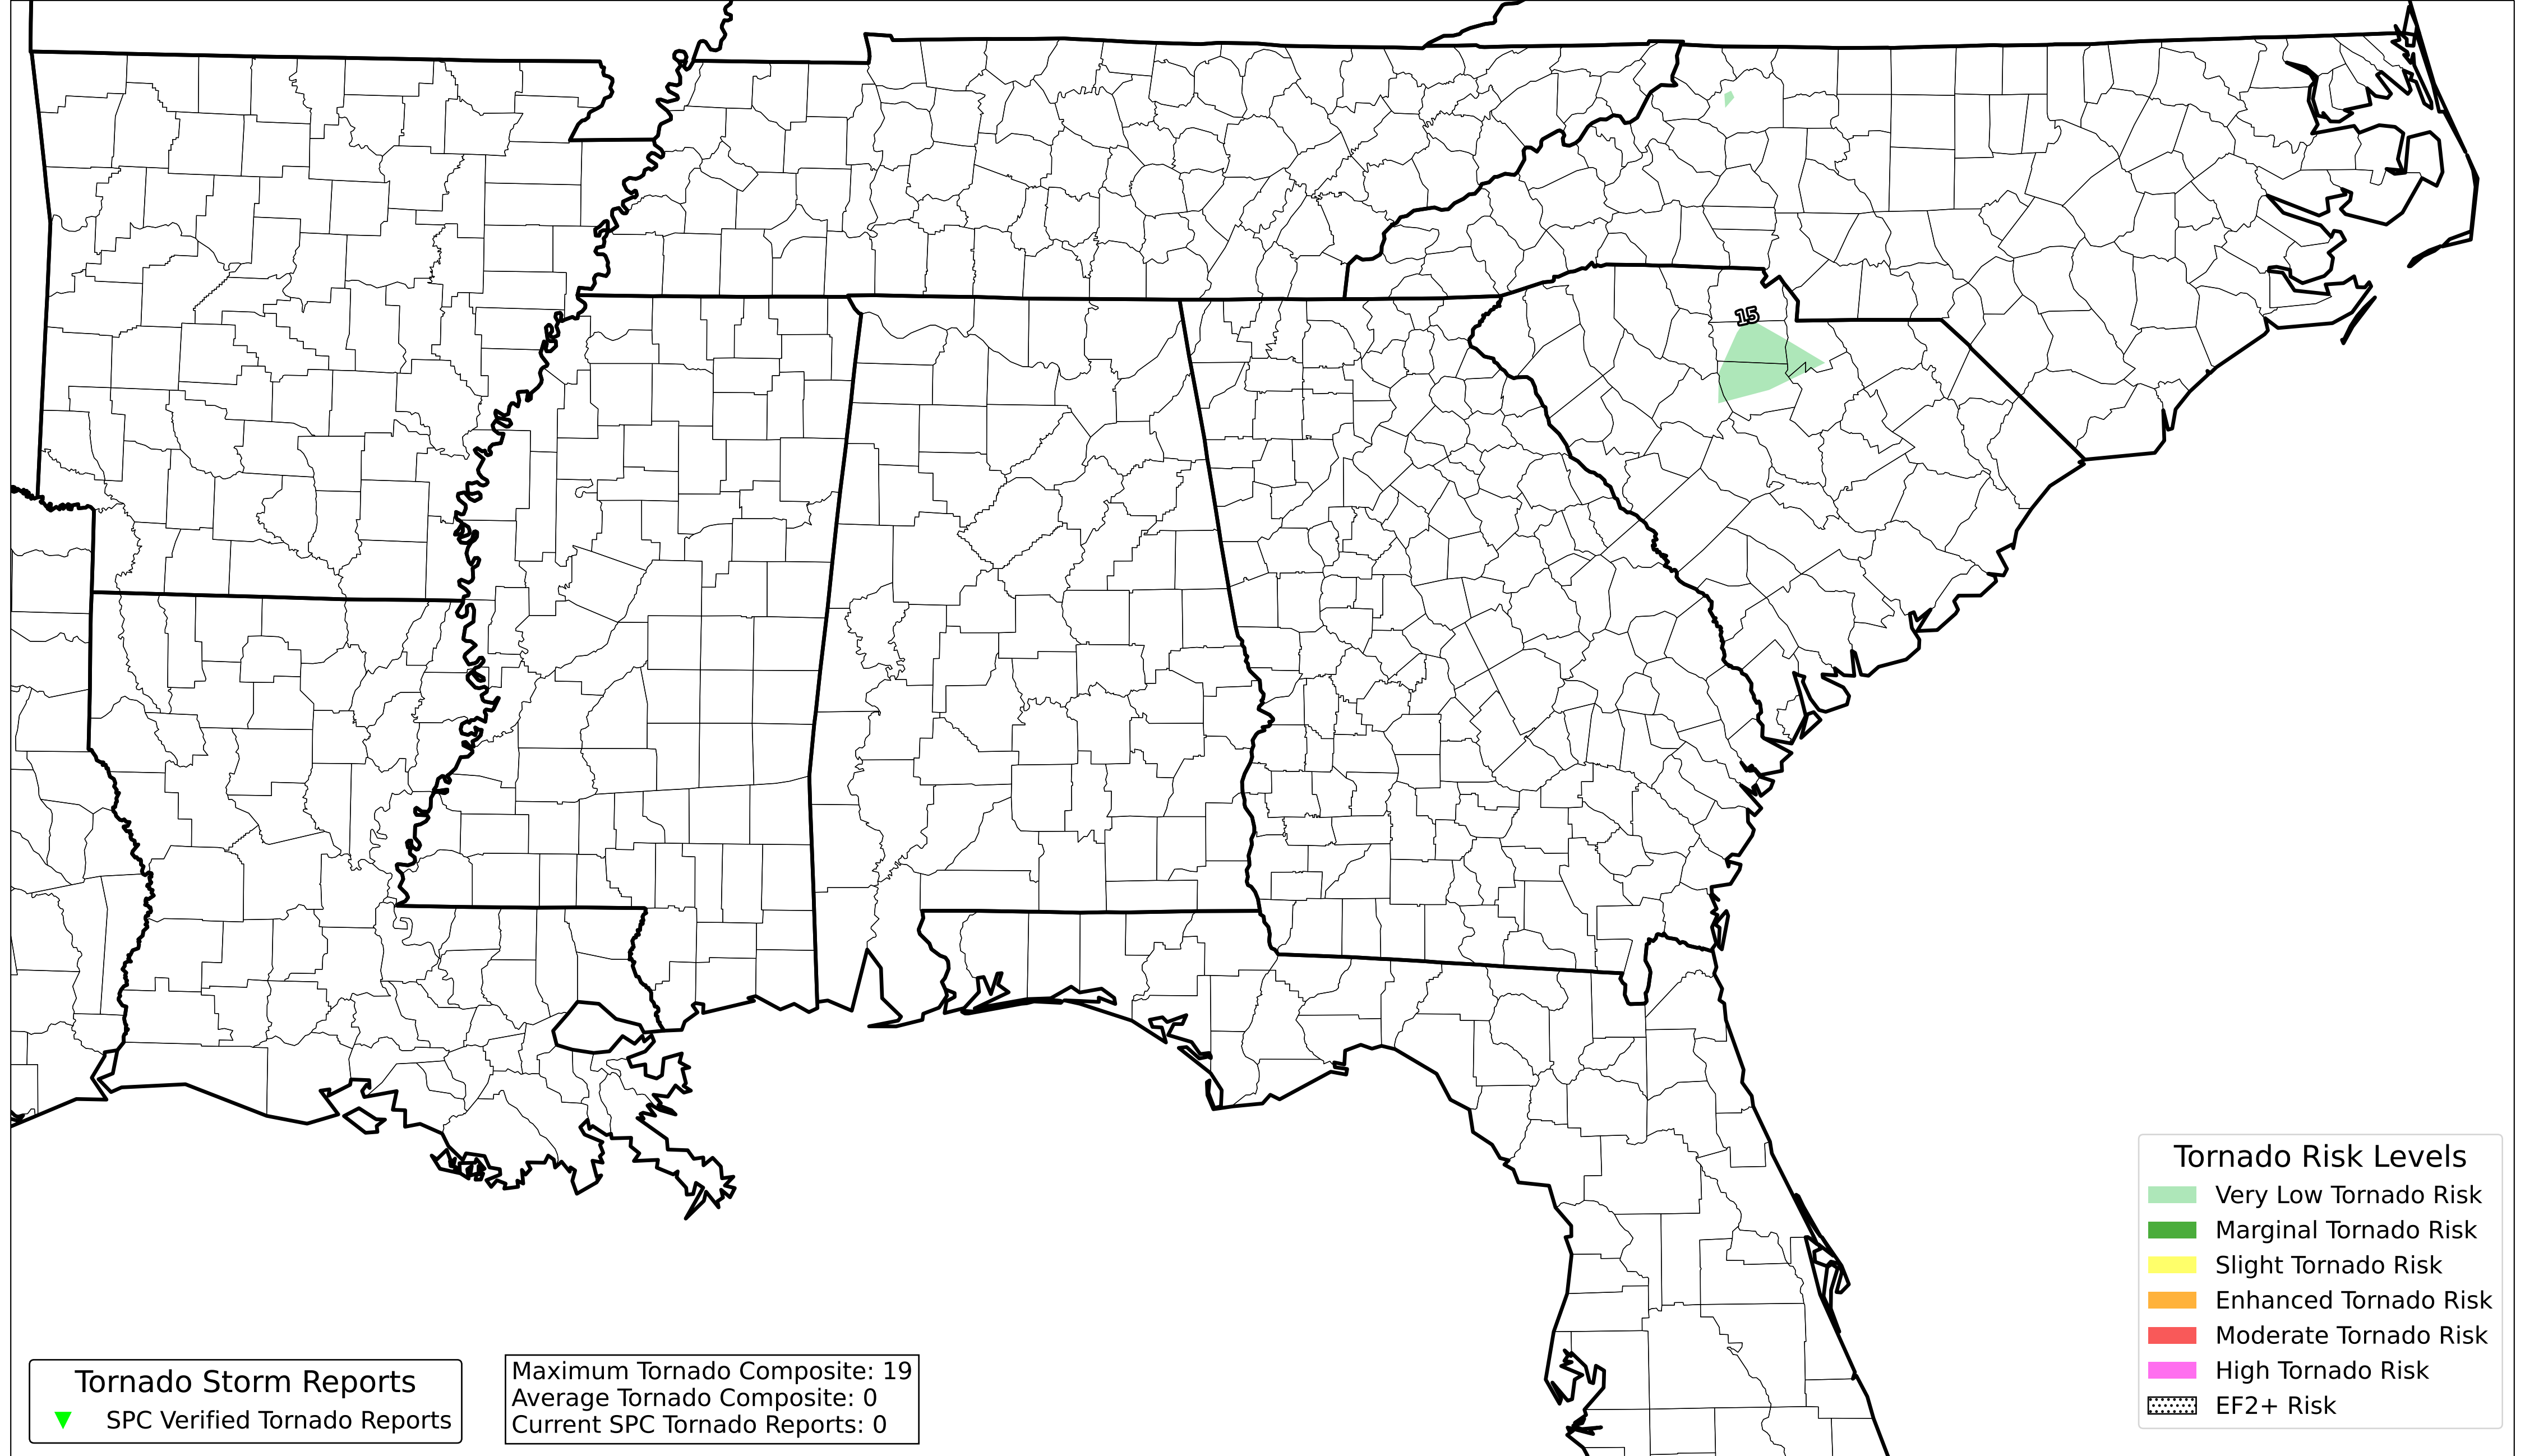 15
Tornado Risk Levels
Very Low Tornado Risk
Marginal Tornado Risk
Slight Tornado Risk
Enhanced Tornado Risk
Moderate Tornado Risk
High Tornado Risk
EF2+ Risk
Tornado Storm Reports
SPC Verified Tornado Reports
Maximum Tornado Composite: 19
Average Tornado Composite: 0
Current SPC Tornado Reports: 0